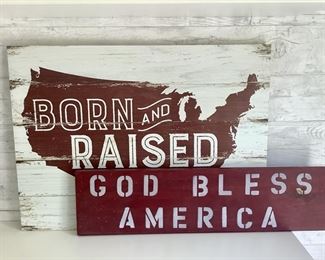 BORN AND
RAISED
GOD BLESS
AMERICA